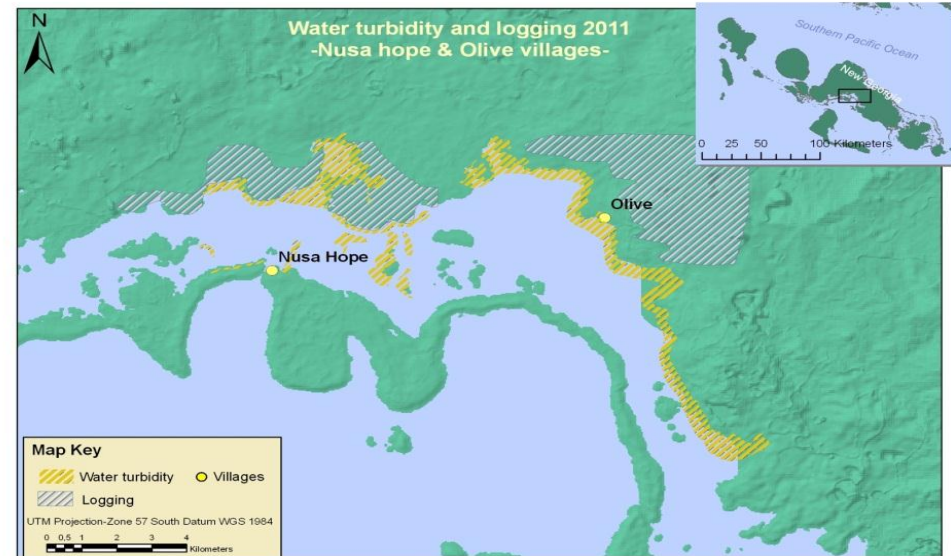 Water turbidity and logging 2011
-Nusa hope & Olive villages-
N
Southern Pacific Ocean
New Georgia
0 25 50 100 Kilometers
Olive
Nusa Hope
Map Key
Water turbidity
Villages
Logging
UTM Projection-Zone 57 South Datum WGS 1984
0 0,5 1 2 3 4
Kilometers